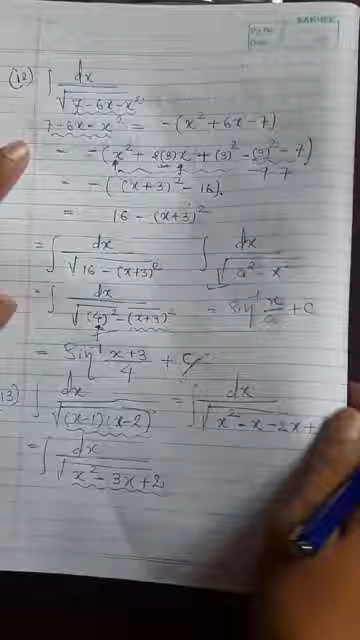 SAKHEE
(12) ∫ dx / √(7-6x-x²)
7-6x-x² = -(x²+6x-7)
= -(x²+2(3)x+(3)²-(3)²-7)
-9-7
= -((x+3)²-16)
= 16-(x+3)²
= ∫ dx / √(16-(x+3)²) ∫ dx / √(a²-x²)
= ∫ dx / √((4)²-(x+3)²) = Sin⁻¹ x/a + C
= Sin⁻¹ (x+3)/4 + C
13) ∫ dx / √((x-1)(x-2)) = ∫ dx / √(x²-x-2x+
= ∫ dx / √(x²-3x+2)